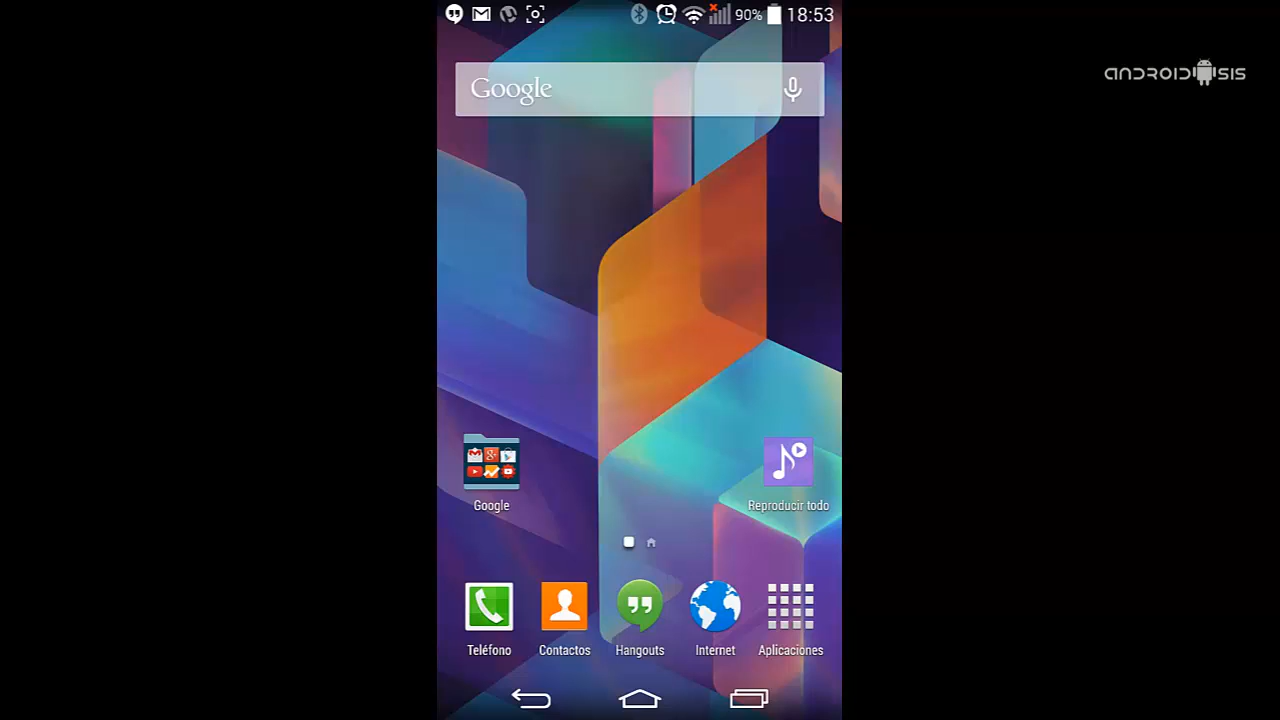 90% 18:53
ANDROIDSIS
Google
Google
Reproducir todo
Teléfono
Contactos
Hangouts
Internet
Aplicaciones